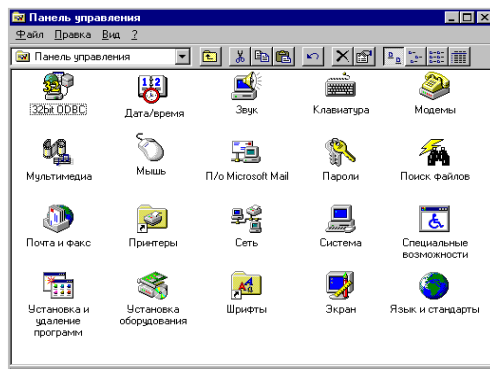 Панель управления
Файл Правка Вид ?
Панель управления
32bit ODBC
Дата/время
Звук
Клавиатура
Модемы
Мультимедиа
Мышь
П/о Microsoft Mail
Пароли
Поиск файлов
Почта и факс
Принтеры
Сеть
Система
Специальные
возможности
Установка и
удаление
программ
Установка
оборудования
Шрифты
Экран
Язык и стандарты